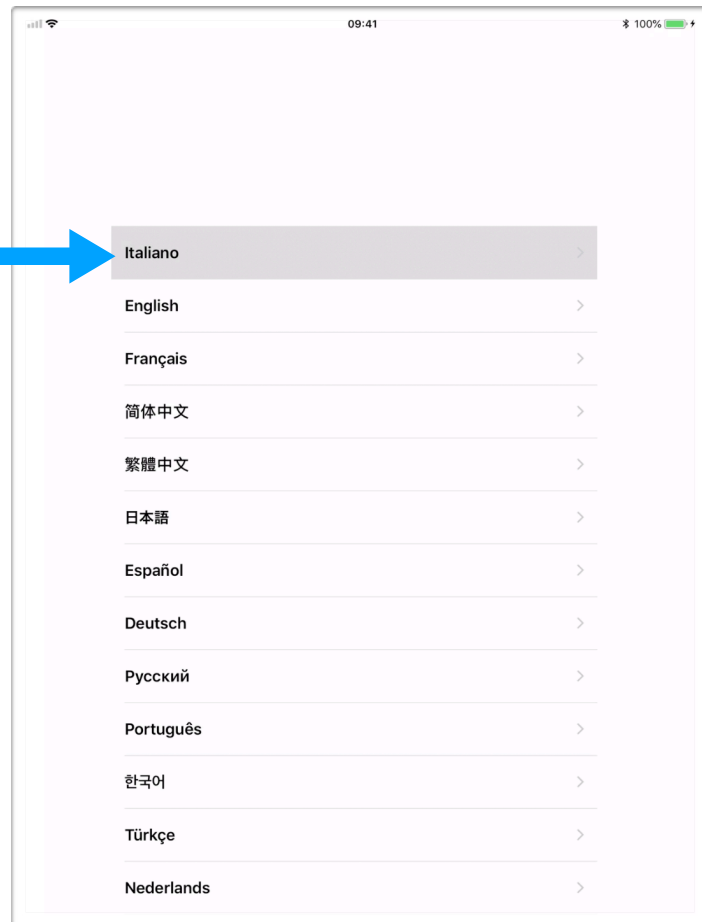 09:41
100%
Italiano
English
Français
简体中文
繁體中文
日本語
Español
Deutsch
Русский
Português
한국어
Türkçe
Nederlands